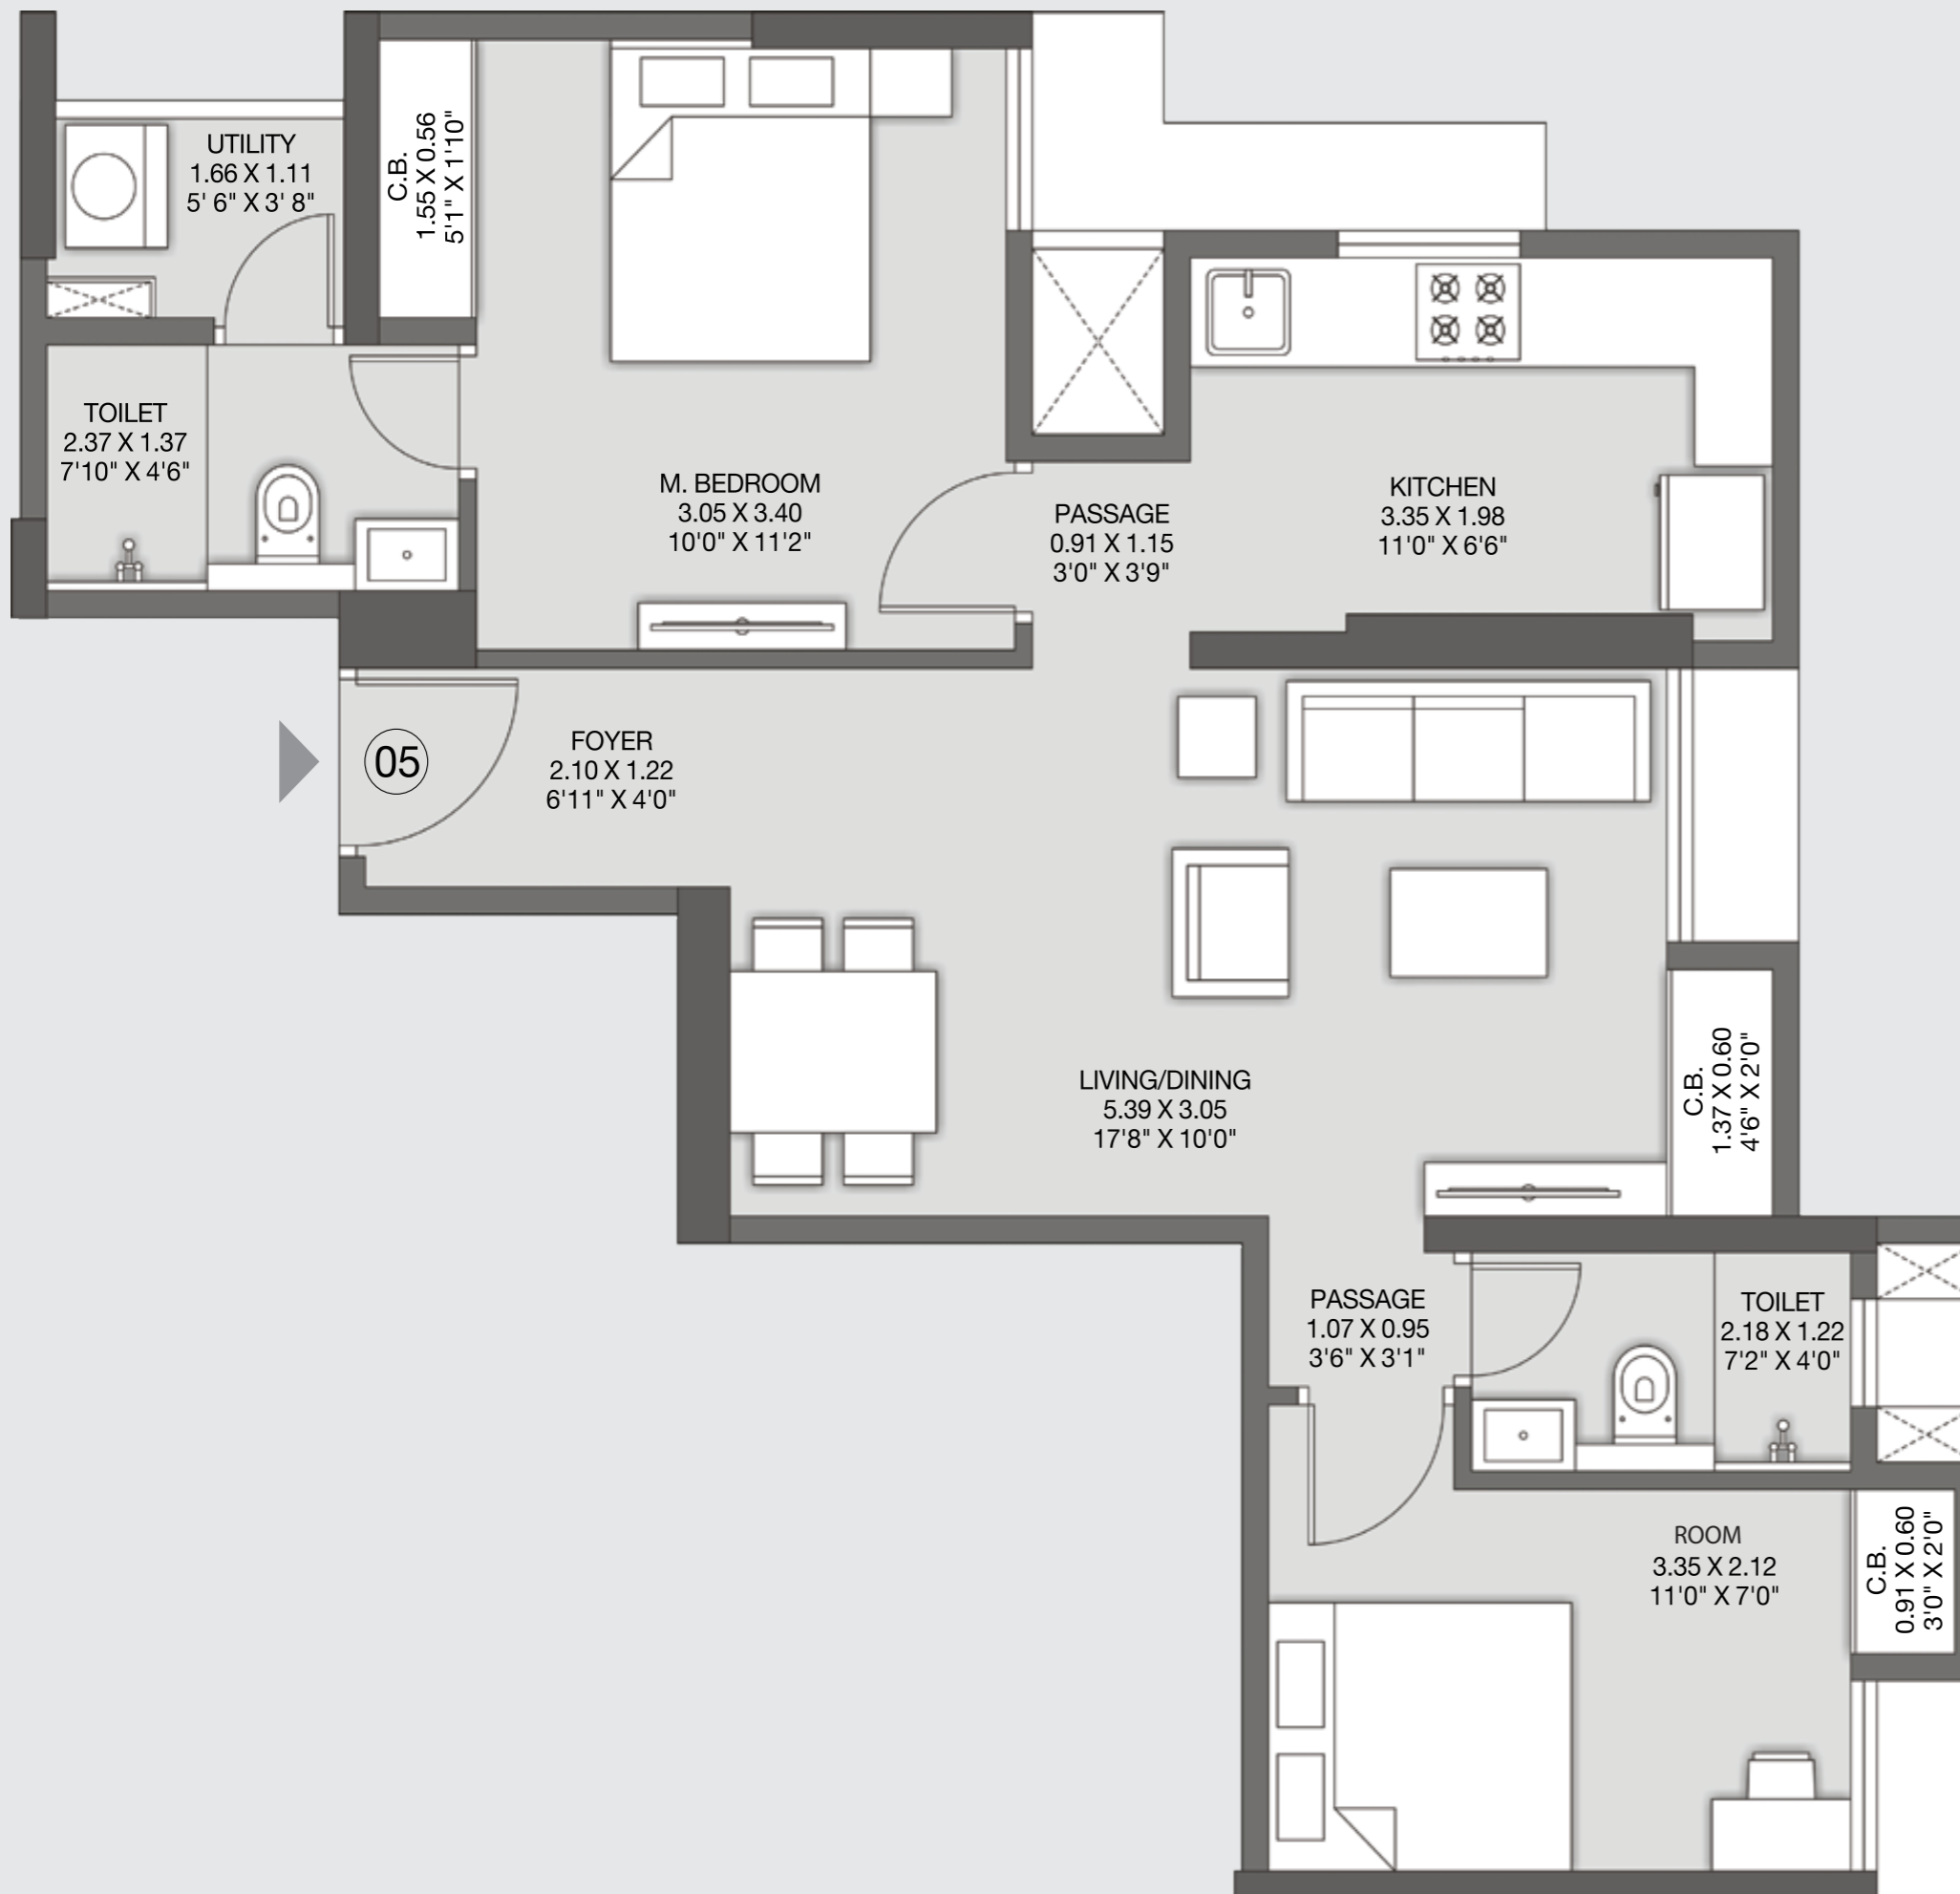 UTILITY
1.66 X 1.11
5' 6" X 3' 8"
C.B.
1.55 X 0.56
5'1" X 1'10"
TOILET
2.37 X 1.37
7'10" X 4'6"
M. BEDROOM
3.05 X 3.40
10'0" X 11'2"
PASSAGE
0.91 X 1.15
3'0" X 3'9"
KITCHEN
3.35 X 1.98
11'0" X 6'6"
05
FOYER
2.10 X 1.22
6'11" X 4'0"
LIVING/DINING
5.39 X 3.05
17'8" X 10'0"
C.B.
1.37 X 0.60
4'6" X 2'0"
PASSAGE
1.07 X 0.95
3'6" X 3'1"
TOILET
2.18 X 1.22
7'2" X 4'0"
ROOM
3.35 X 2.12
11'0" X 7'0"
C.B.
0.91 X 0.60
3'0" X 2'0"